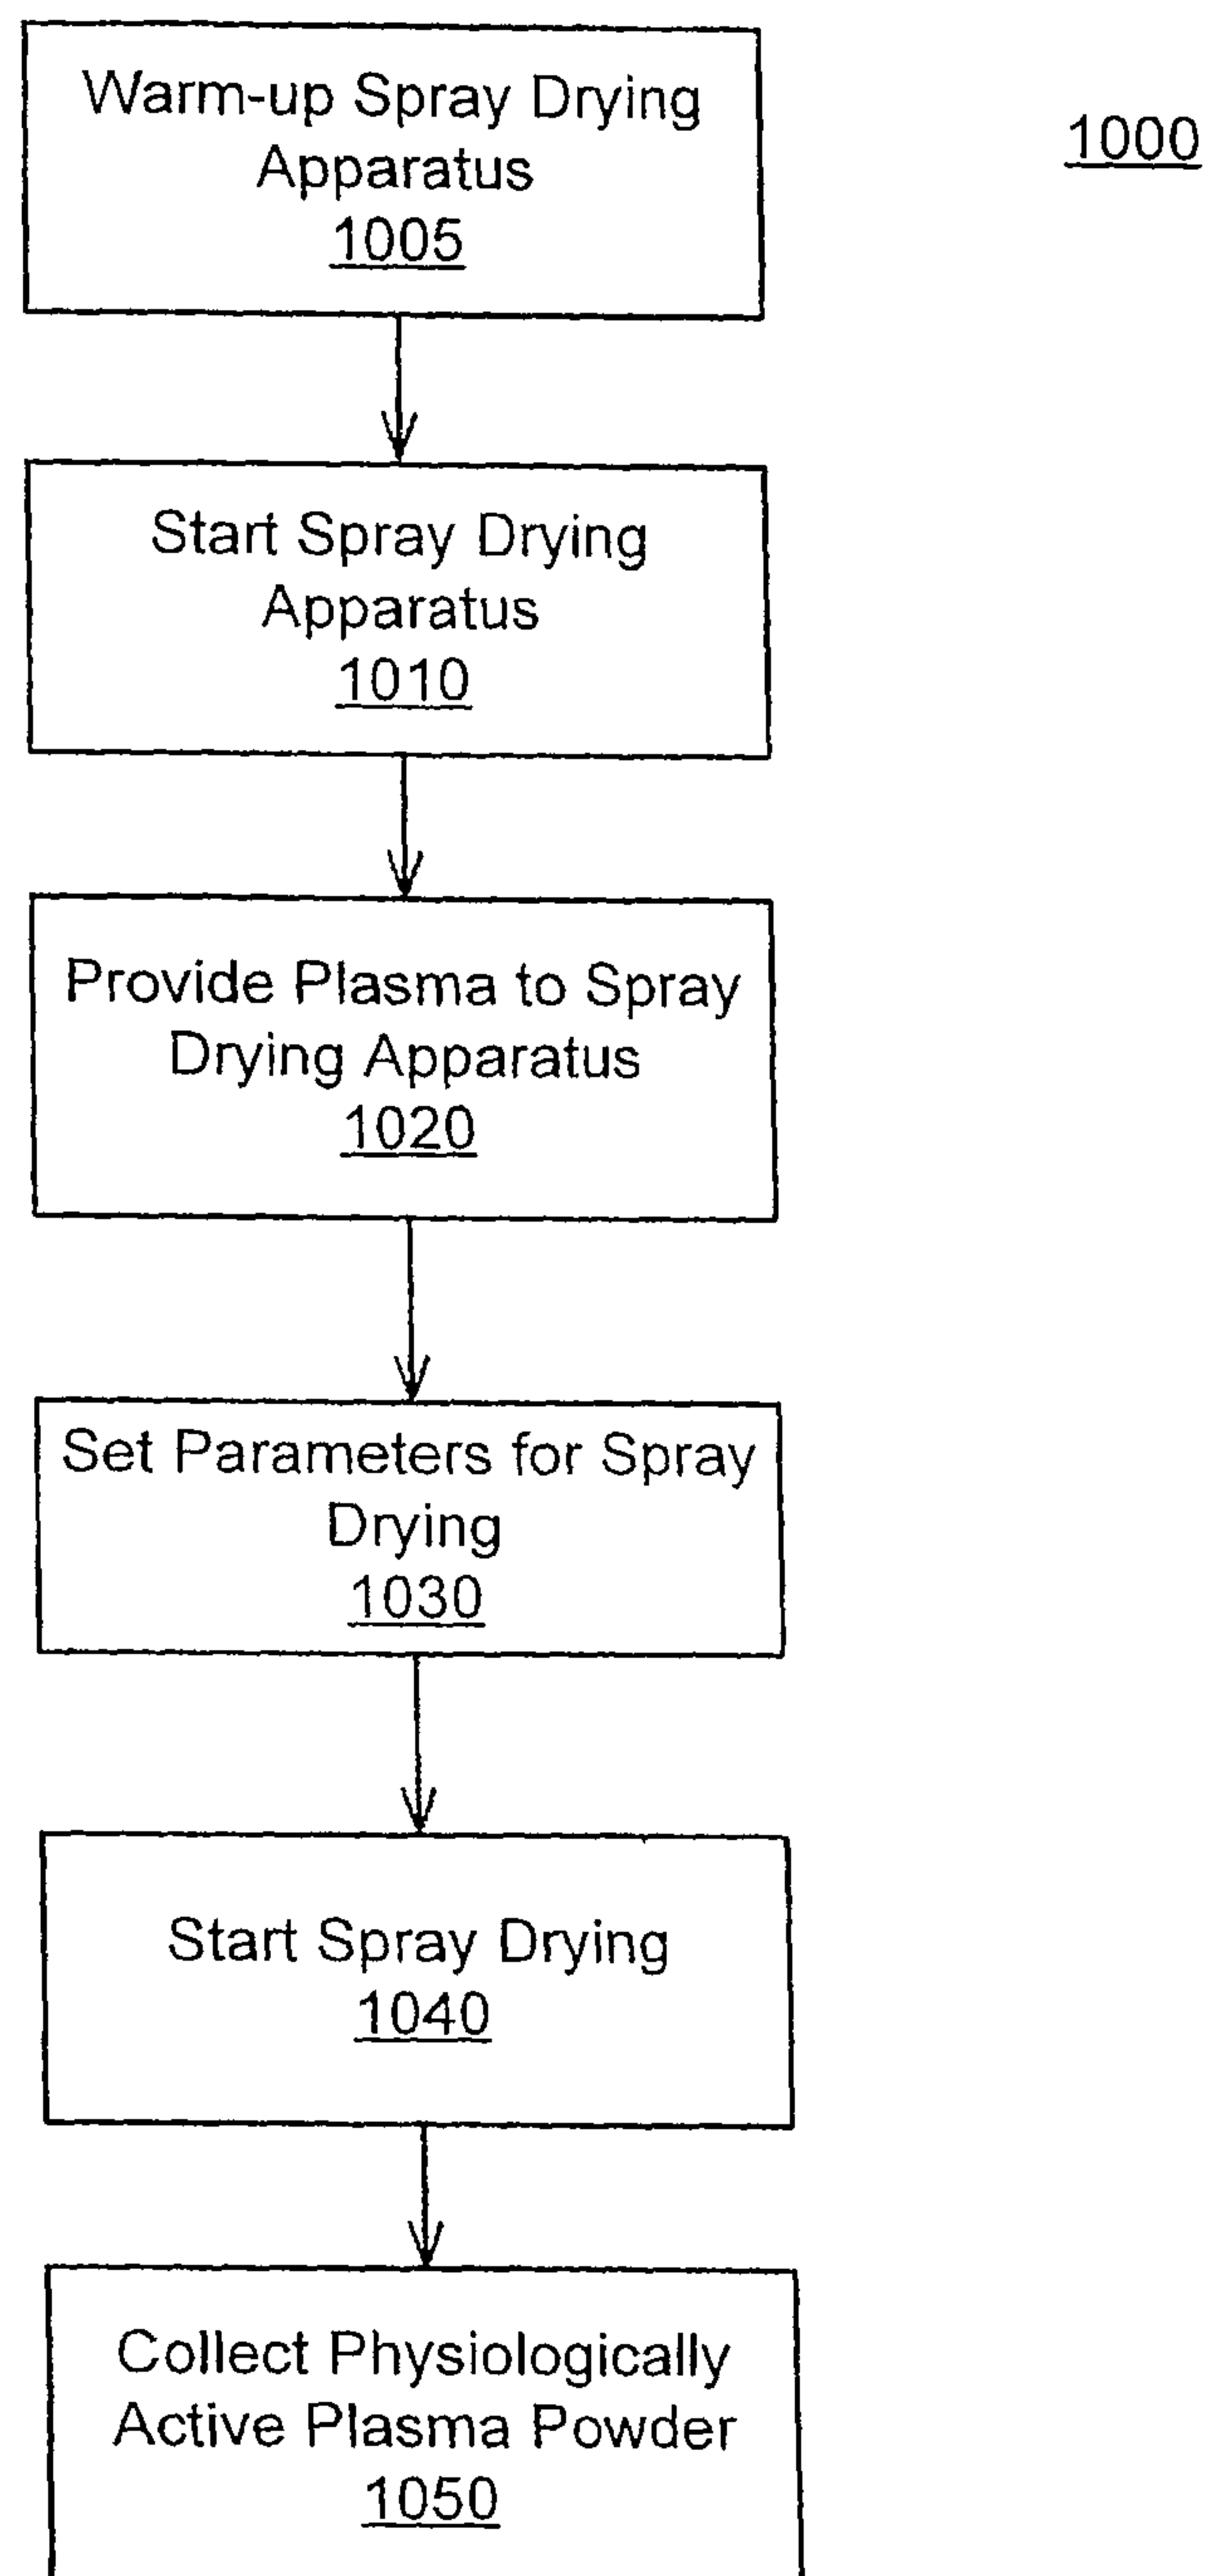 Warm-up Spray Drying
Apparatus
1005
1000
Start Spray Drying
Apparatus
1010
Provide Plasma to Spray
Drying Apparatus
1020
Set Parameters for Spray
Drying
1030
Start Spray Drying
1040
Collect Physiologically
Active Plasma Powder
1050